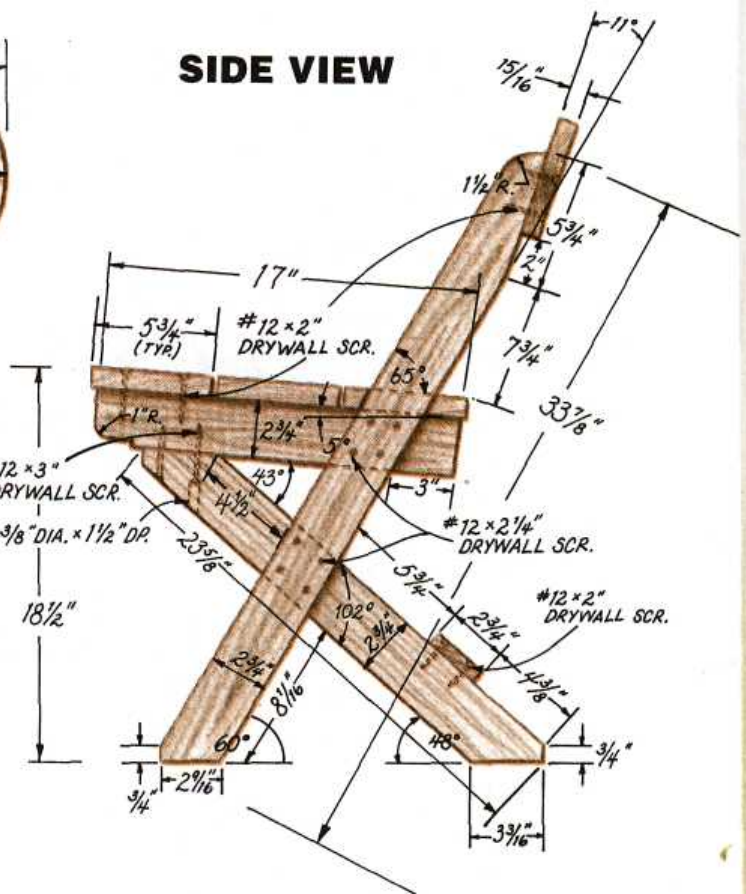 SIDE VIEW
11°
15/16"
1 1/2" R.
5 3/4"
2"
17"
5 3/4"
(TYP.)
#12 × 2"
DRYWALL SCR.
7 3/4"
65°
33 7/8"
1" R.
2 3/4"
5°
12 × 3"
DRYWALL SCR.
43°
4 1/2"
3"
3/8" DIA. × 1 1/2" DP.
23 5/8"
#12 × 2 1/4"
DRYWALL SCR.
18 1/2"
5 3/4"
#12 × 2"
DRYWALL SCR.
102°
2 3/4"
2 3/4"
4 3/8"
2 3/4"
8 1/16"
60°
48°
3/4"
3/4"
2 9/16"
3 3/16"